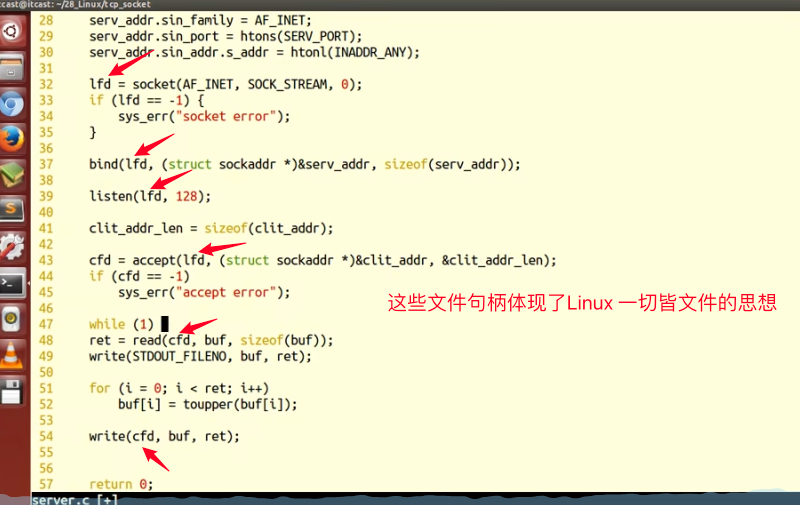 itcast@itcast: ~/28_Linux/tcp_socket
28 serv_addr.sin_family = AF_INET;
29 serv_addr.sin_port = htons(SERV_PORT);
30 serv_addr.sin_addr.s_addr = htonl(INADDR_ANY);
31
32 lfd = socket(AF_INET, SOCK_STREAM, 0);
33 if (lfd == -1) {
34 sys_err("socket error");
35 }
36
37 bind(lfd, (struct sockaddr *)&serv_addr, sizeof(serv_addr));
38
39 listen(lfd, 128);
40
41 clit_addr_len = sizeof(clit_addr);
42
43 cfd = accept(lfd, (struct sockaddr *)&clit_addr, &clit_addr_len);
44 if (cfd == -1)
45 sys_err("accept error");
46
这些文件句柄体现了Linux 一切皆文件的思想
47 while (1)
48 ret = read(cfd, buf, sizeof(buf));
49 write(STDOUT_FILENO, buf, ret);
50
51 for (i = 0; i < ret; i++)
52 buf[i] = toupper(buf[i]);
53
54 write(cfd, buf, ret);
55
56
57 return 0;
server.c [+]